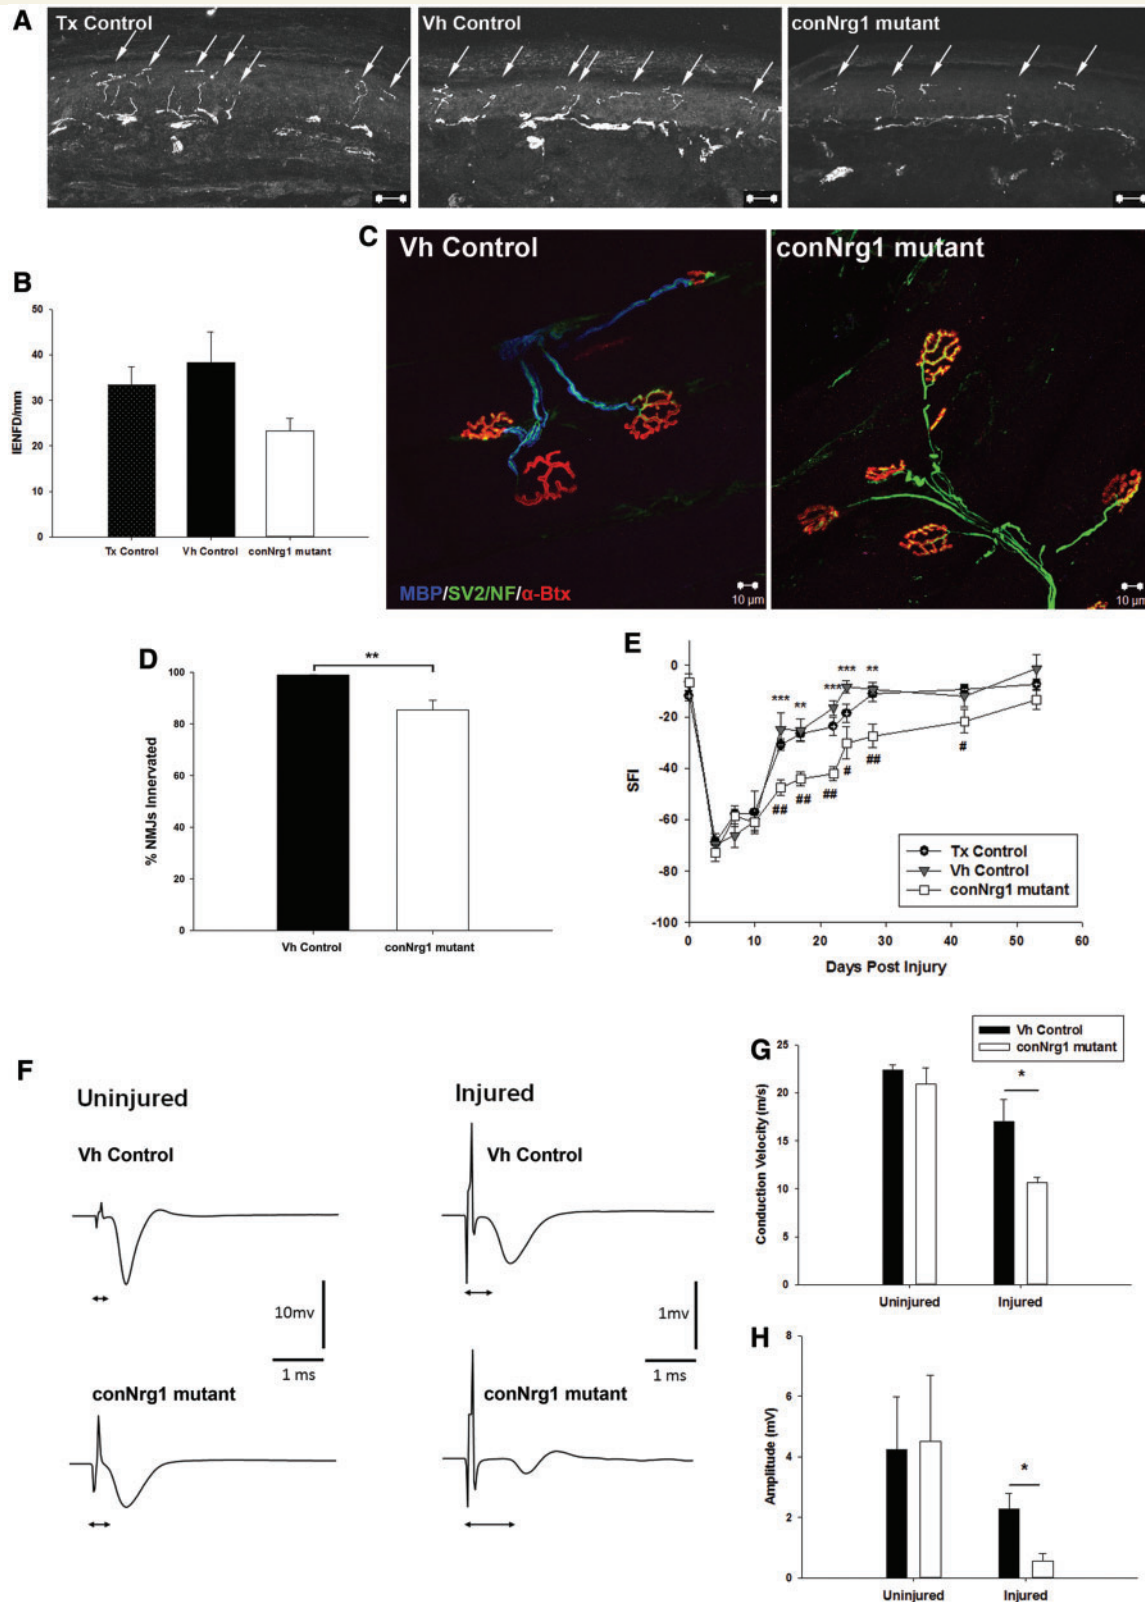 A
Tx Control
Vh Control
conNrg1 mutant
B
50
40
30
20
10
0
IENFD/mm
Tx Control
Vh Control
conNrg1 mutant
C
Vh Control
conNrg1 mutant
MBP/SV2/NF/α-Btx
10 µm
10 µm
D
**
100
80
60
40
20
0
% NMJs Innervated
Vh Control
conNrg1 mutant
E
0
-20
-40
-60
-80
-100
SFI
***
**
***
***
**
##
##
##
#
##
#
Tx Control
Vh Control
conNrg1 mutant
0
10
20
30
40
50
60
Days Post Injury
F
Uninjured
Injured
Vh Control
Vh Control
10mv
1 ms
1mv
1 ms
conNrg1 mutant
conNrg1 mutant
Vh Control
conNrg1 mutant
G
25
20
15
10
5
0
Conduction Velocity (m/s)
*
Uninjured
Injured
H
8
6
4
2
0
Amplitude (mV)
*
Uninjured
Injured